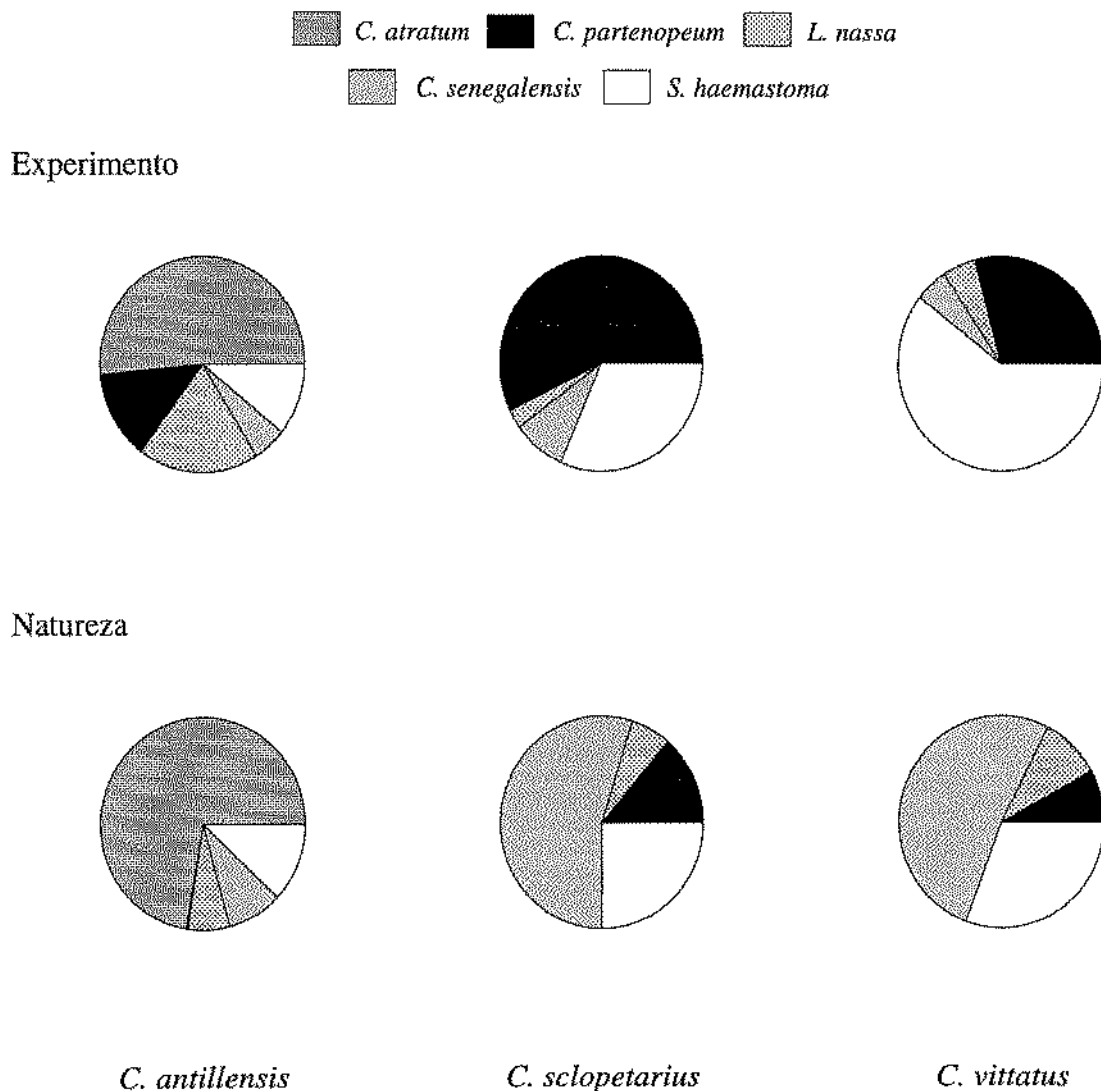 C. atratum C. partenopeum L. nassa
C. senegalensis S. haemastoma
Experimento
Natureza
C. antillensis C. sclopetarius C. vittatus